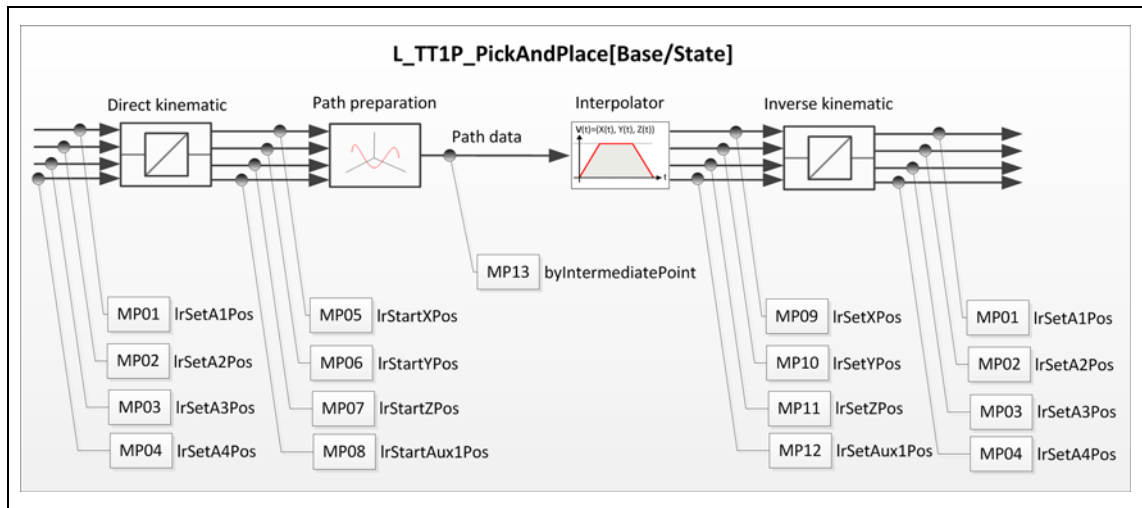 L_TT1P_PickAndPlace[Base/State]
Direct kinematic
Path preparation
Path data
Interpolator
V(t)=(X(t), Y(t), Z(t))
t
Inverse kinematic
MP13 byIntermediatePoint
MP01 lrSetA1Pos
MP02 lrSetA2Pos
MP03 lrSetA3Pos
MP04 lrSetA4Pos
MP05 lrStartXPos
MP06 lrStartYPos
MP07 lrStartZPos
MP08 lrStartAux1Pos
MP09 lrSetXPos
MP10 lrSetYPos
MP11 lrSetZPos
MP12 lrSetAux1Pos
MP01 lrSetA1Pos
MP02 lrSetA2Pos
MP03 lrSetA3Pos
MP04 lrSetA4Pos